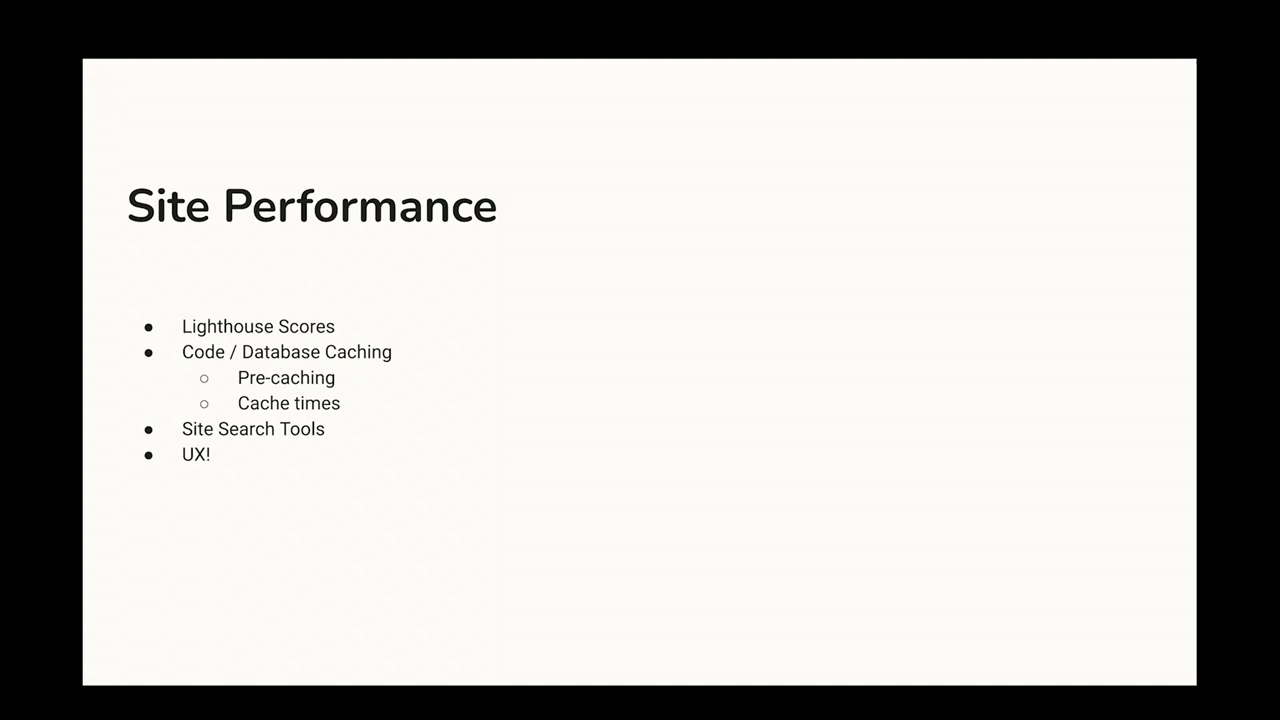 Site Performance
● Lighthouse Scores
● Code / Database Caching
○ Pre-caching
○ Cache times
● Site Search Tools
● UX!